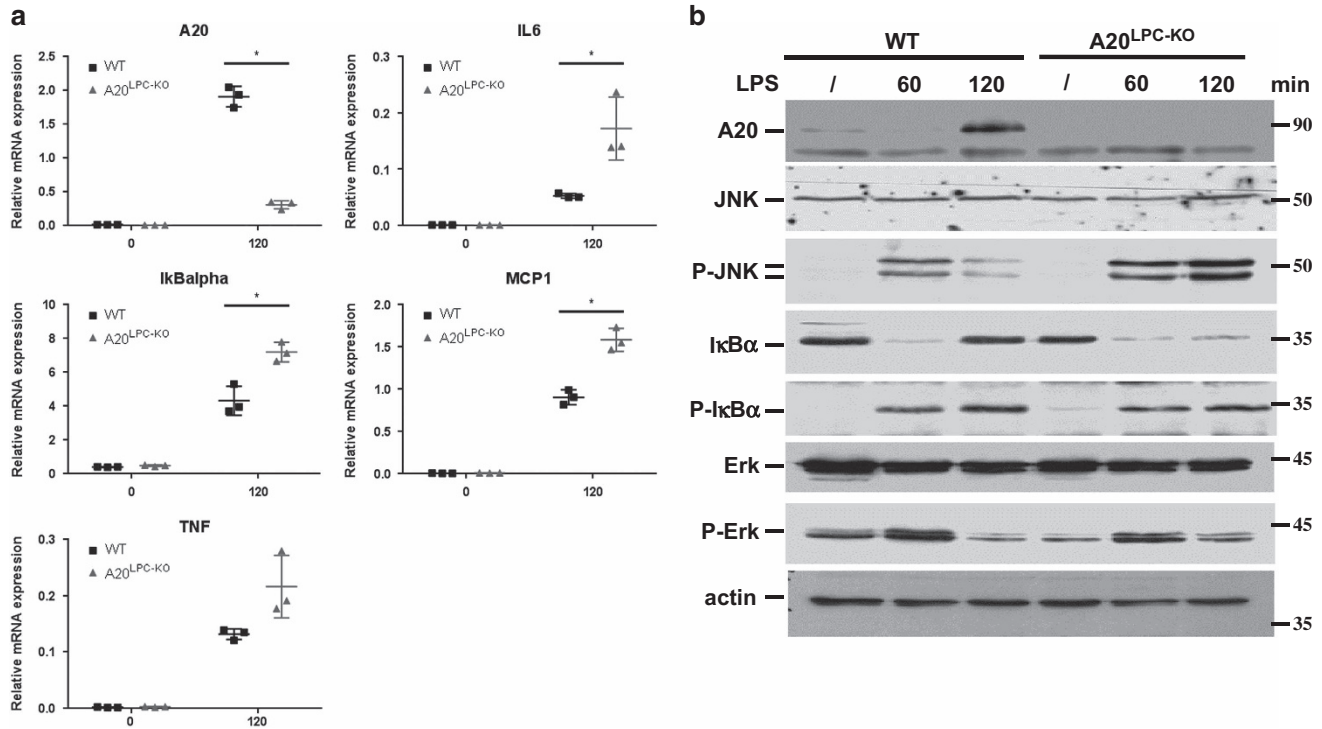 a
A20
Relative mRNA expression
2.5
2.0
1.5
1.0
0.5
0.0
WT
A20LPC-KO
*
0
120
IL6
Relative mRNA expression
0.3
0.2
0.1
0.0
WT
A20LPC-KO
*
0
120
IkBalpha
Relative mRNA expression
10
8
6
4
2
0
WT
A20LPC-KO
*
0
120
MCP1
Relative mRNA expression
2.0
1.5
1.0
0.5
0.0
WT
A20LPC-KO
*
0
120
TNF
Relative mRNA expression
0.3
0.2
0.1
0.0
WT
A20LPC-KO
0
120
b
WT A20LPC-KO
LPS / 60 120 / 60 120 min
A20 90
JNK 50
P-JNK 50
IκBα 35
P-IκBα 35
Erk 45
P-Erk 45
actin
35